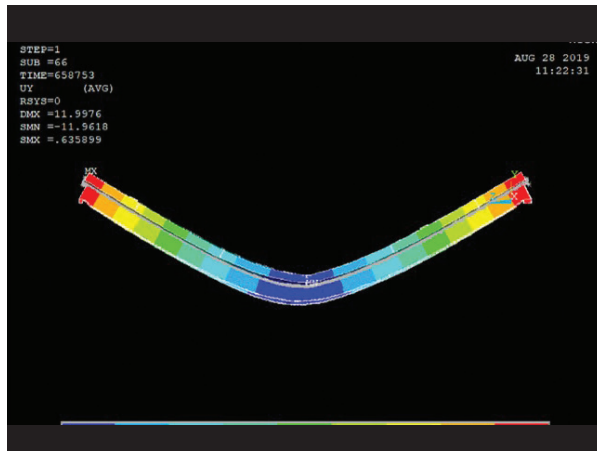 STEP=1
SUB =66
TIME=658753
UY (AVG)
RSYS=0
DMX =11.9976
SMN =-11.9618
SMX =.635899
AUG 28 2019
11:22:31
MX
Y
X